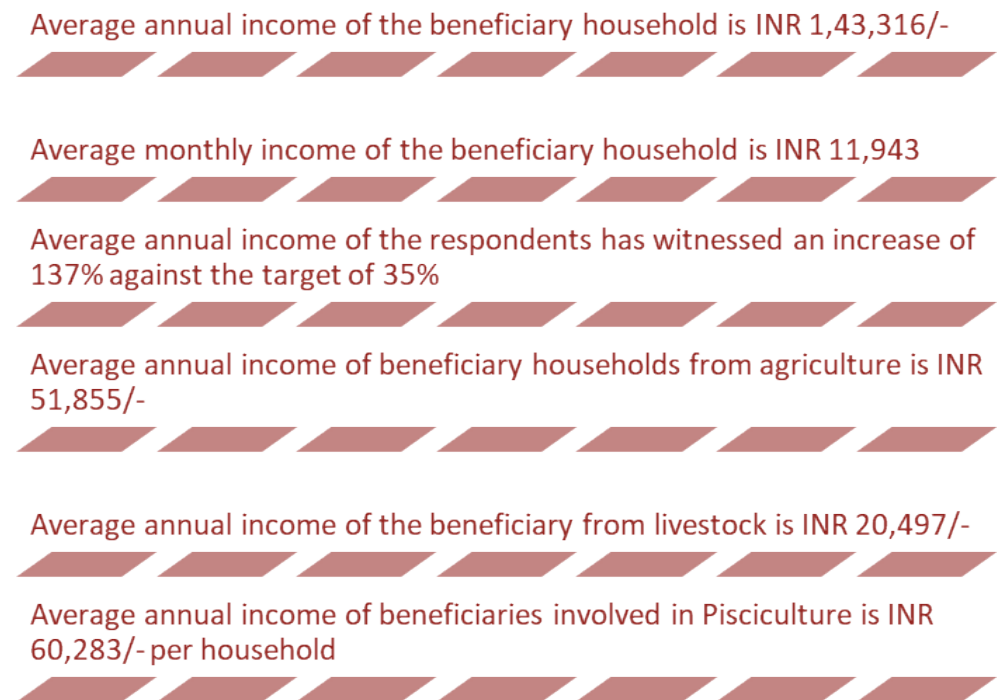 Average annual income of the beneficiary household is INR 1,43,316/-
Average monthly income of the beneficiary household is INR 11,943
Average annual income of the respondents has witnessed an increase of
137% against the target of 35%
Average annual income of beneficiary households from agriculture is INR
51,855/-
Average annual income of the beneficiary from livestock is INR 20,497/-
Average annual income of beneficiaries involved in Pisciculture is INR
60,283/- per household